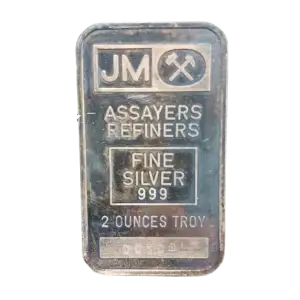 JM
ASSAYERS
REFINERS
FINE
SILVER
999
2 OUNCES TROY